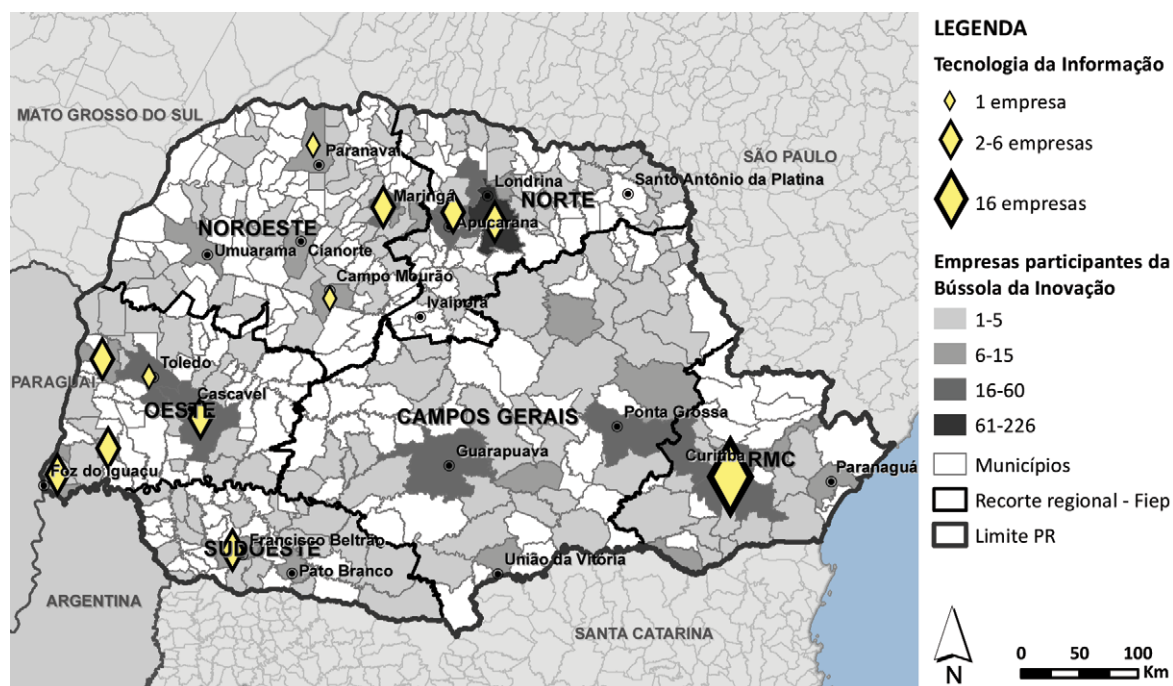 MATO GROSSO DO SUL
SÃO PAULO
Paranavaí
Londrina
Santo Antônio da Platina
Maringá
NORTE
Apucarana
NOROESTE
Umuarama
Cianorte
Campo Mourão
Ivaiporã
PARAGUAI
Toledo
Cascavel
OESTE
CAMPOS GERAIS
Ponta Grossa
Guarapuava
Curitiba
RMC
Paranaguá
Foz do Iguaçu
Francisco Beltrão
SUDOESTE
Pato Branco
União da Vitória
ARGENTINA
SANTA CATARINA
LEGENDA
Tecnologia da Informação
1 empresa
2-6 empresas
16 empresas
Empresas participantes da
Bússola da Inovação
1-5
6-15
16-60
61-226
Municípios
Recorte regional - Fiep
Limite PR
N
0 50 100
Km